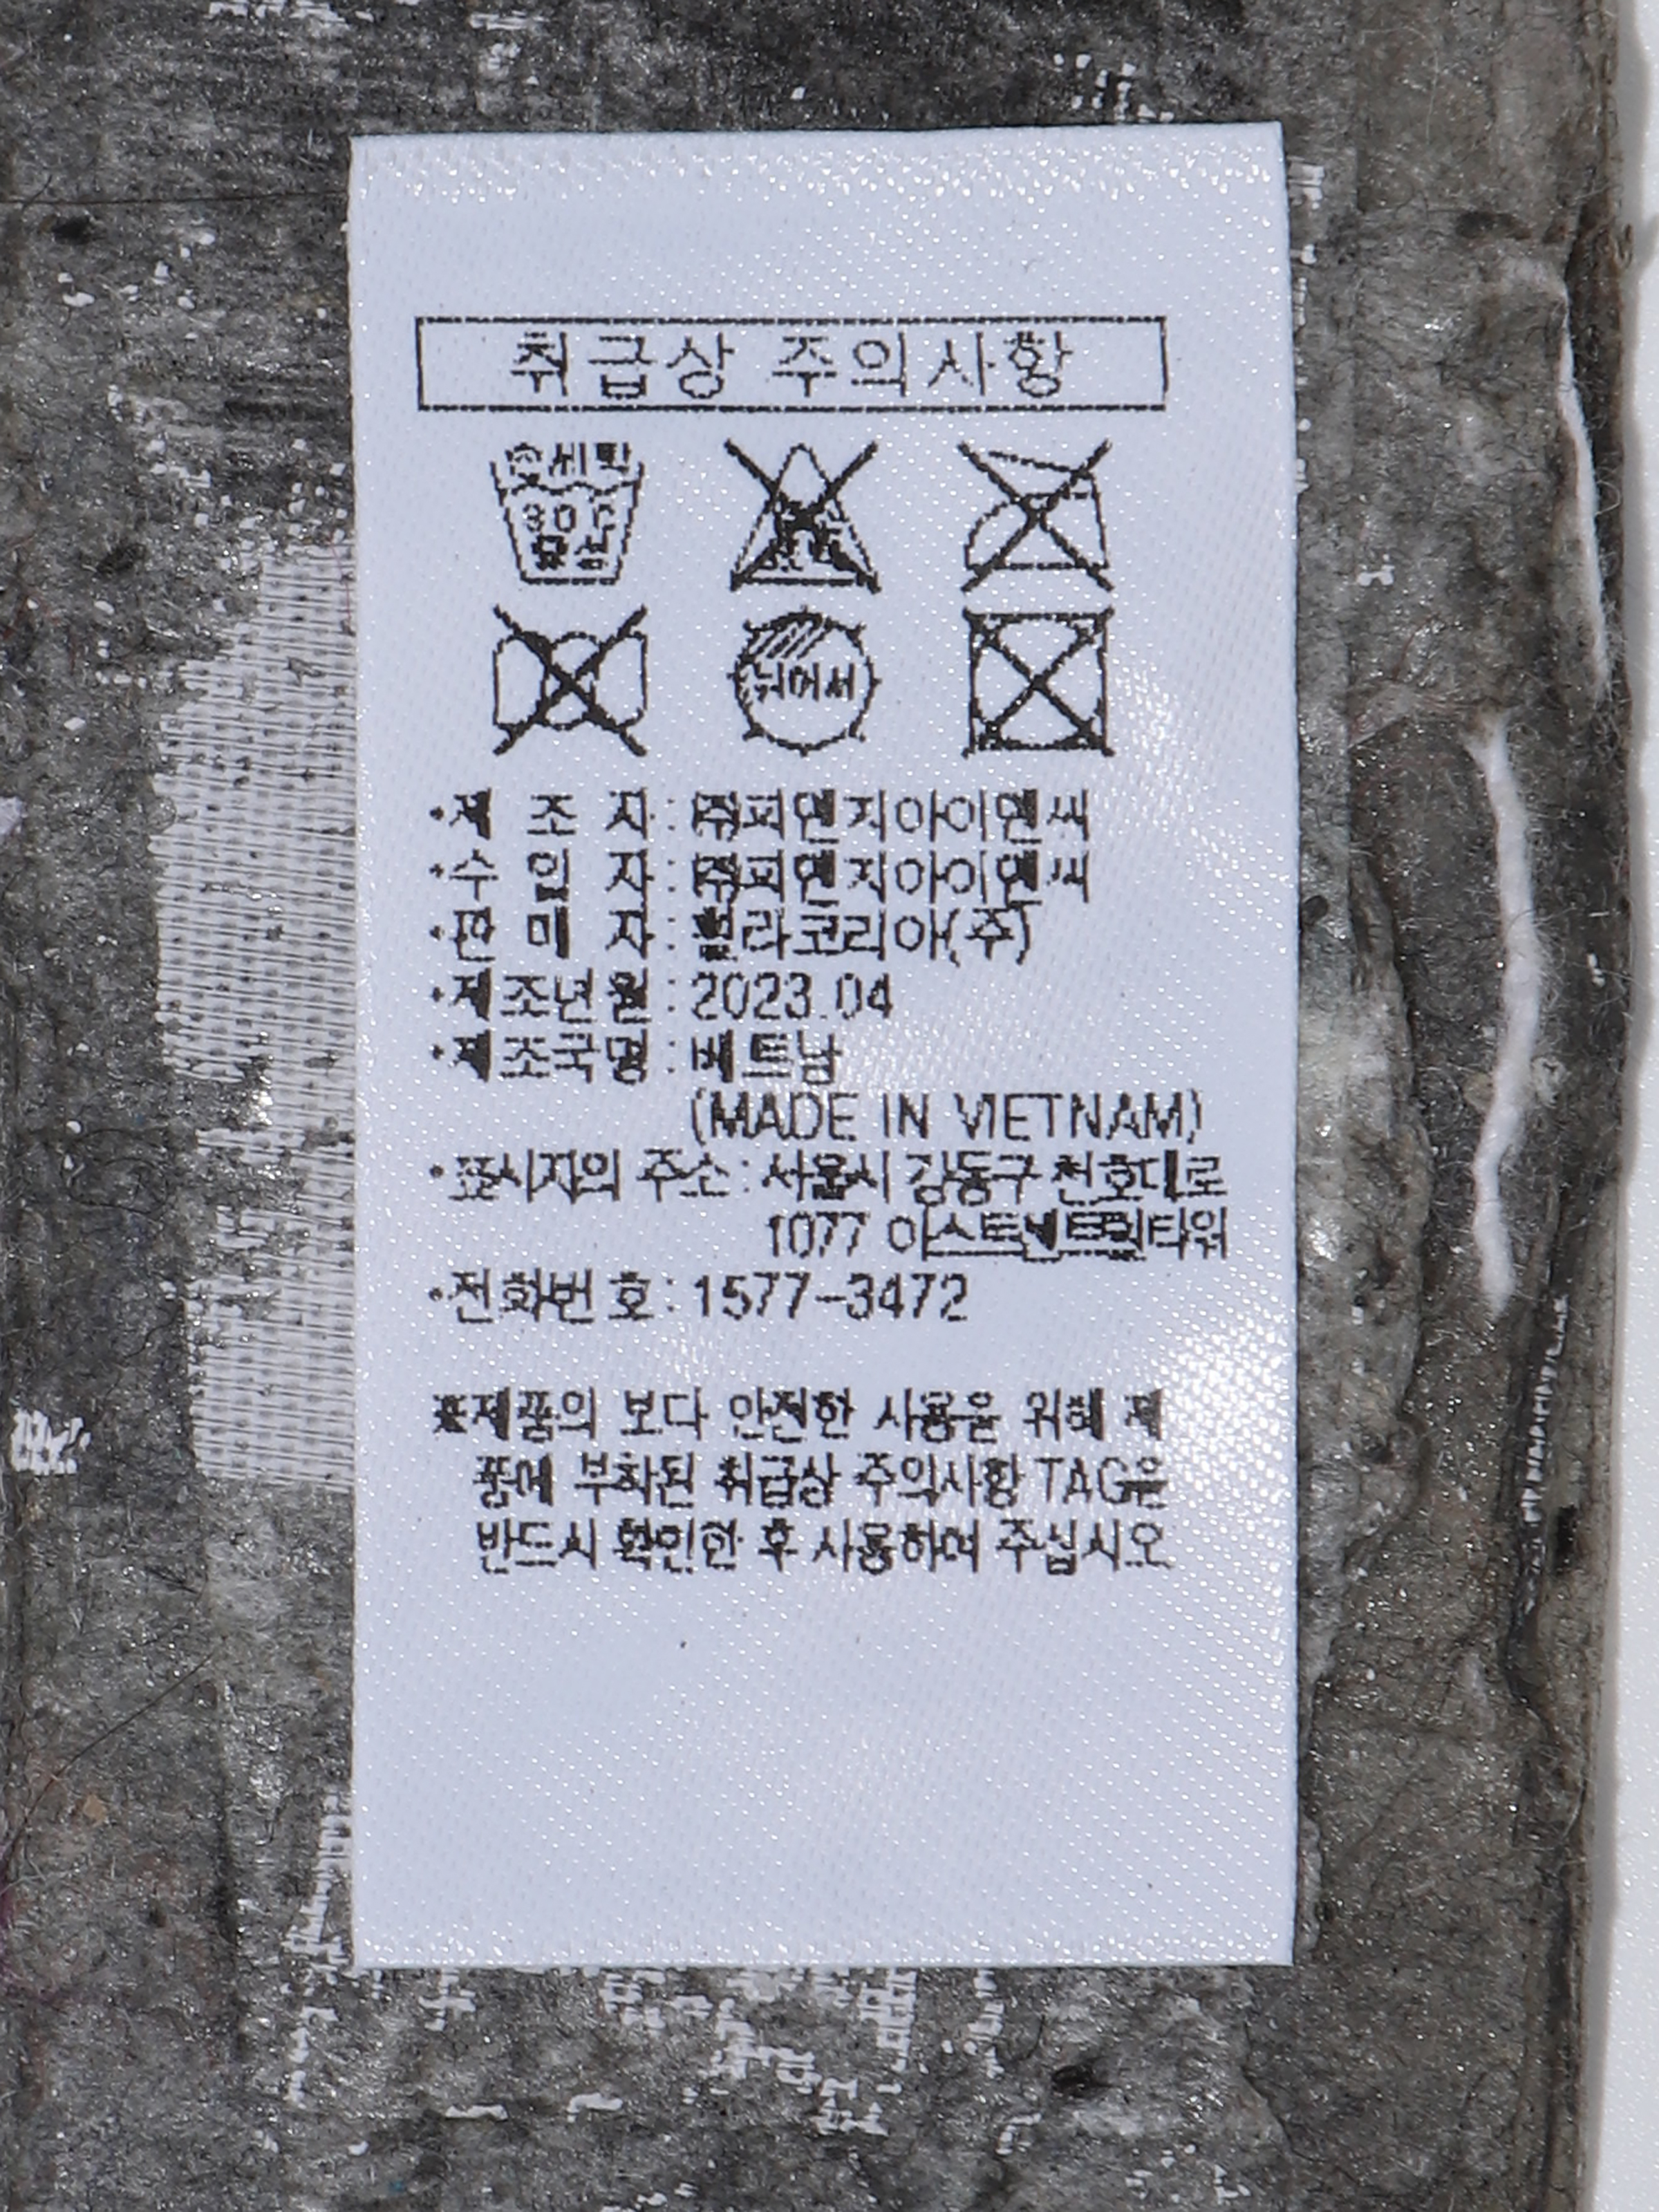 취급상 주의사항
손세탁
30℃
중성
뉘어서
·제 조 자 : ㈜피앤지아이앤씨
·수 입 자 : ㈜피앤지아이앤씨
·판 매 자 : 휠라코리아(주)
·제조년월 : 2023.04
·제조국명 : 베트남
(MADE IN VIETNAM)
·표시자의 주소 : 서울시 강동구 천호대로
1077 이스트센트럴타워
·전화번호 : 1577-3472
※제품의 보다 안전한 사용을 위해 제
품에 부착된 취급상 주의사항 TAG을
반드시 확인한 후 사용하여 주십시오